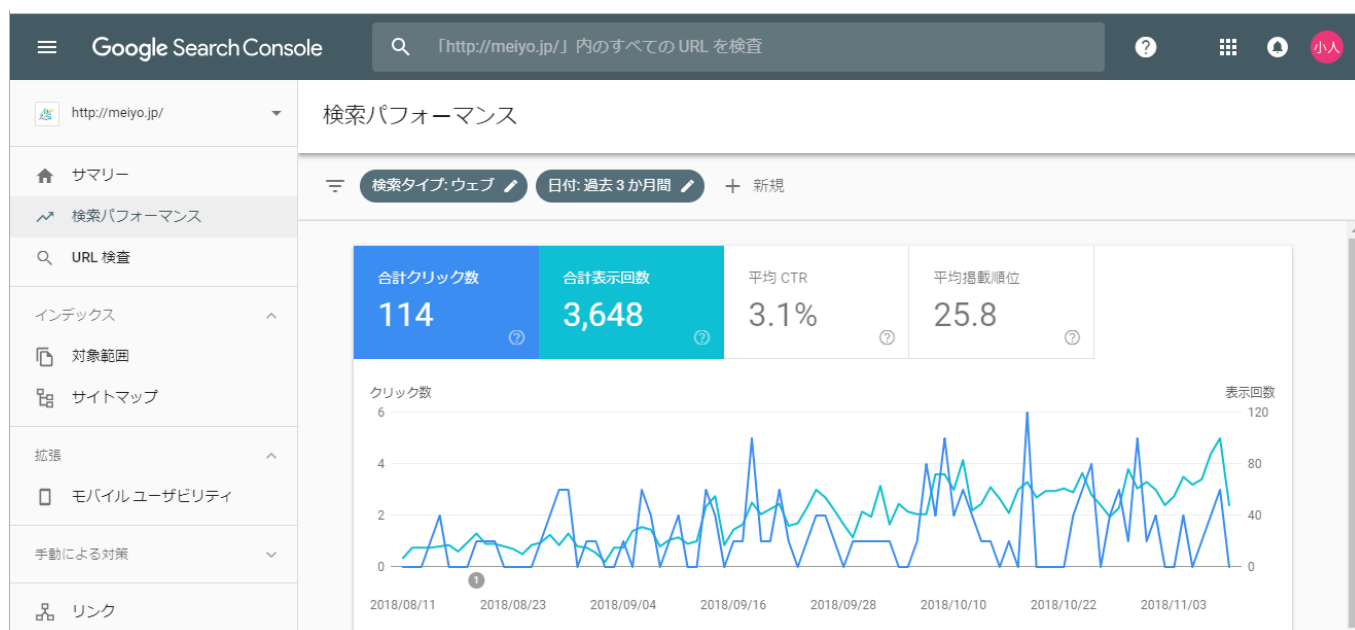 Google Search Console
「http://meiyo.jp/」内のすべての URL を検査
小人
http://meiyo.jp/
検索パフォーマンス
サマリー
検索パフォーマンス
URL 検査
インデックス
対象範囲
サイトマップ
拡張
モバイル ユーザビリティ
手動による対策
リンク
検索タイプ: ウェブ
日付: 過去 3 か月間
新規
合計クリック数
114
合計表示回数
3,648
平均 CTR
3.1%
平均掲載順位
25.8
クリック数
表示回数
6
4
2
0
120
80
40
0
1
2018/08/11 2018/08/23 2018/09/04 2018/09/16 2018/09/28 2018/10/10 2018/10/22 2018/11/03